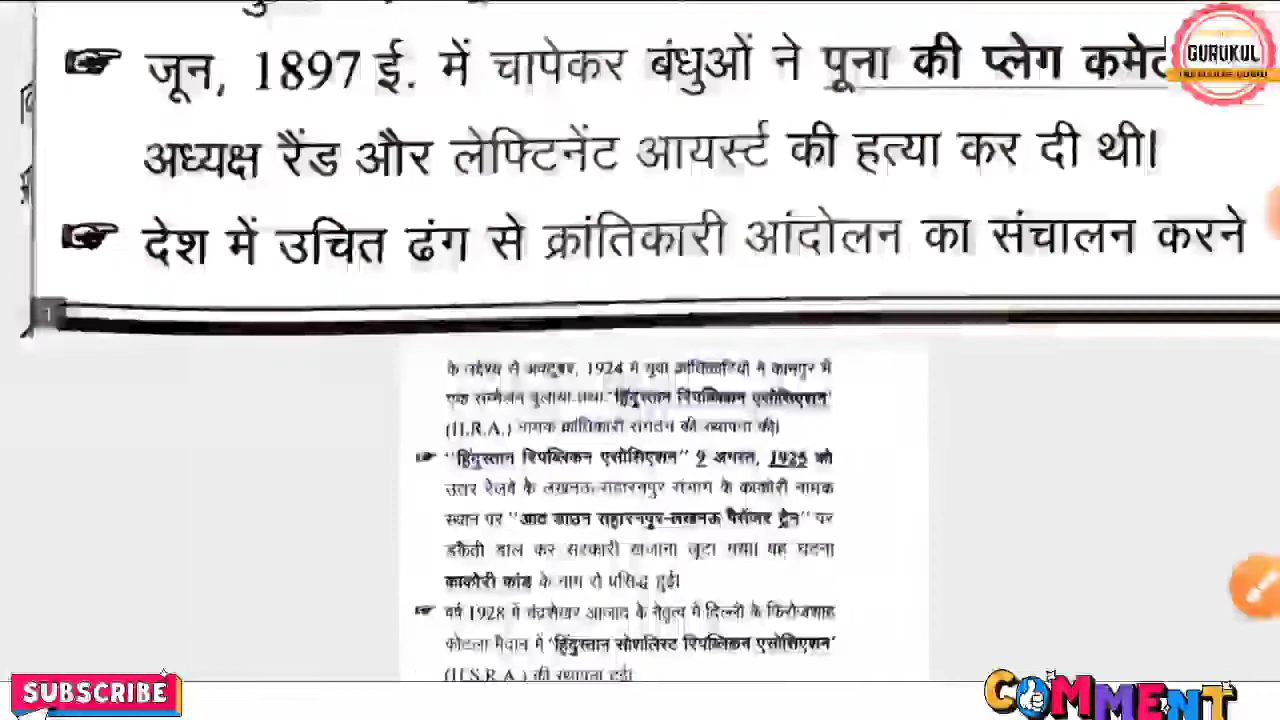 जून, 1897 ई. में चापेकर बंधुओं ने पूना की प्लेग कमेट
अध्यक्ष रैंड और लेफ्टिनेंट आयर्स्ट की हत्या कर दी थी।
देश में उचित ढंग से क्रांतिकारी आंदोलन का संचालन करने
के उद्देश्य से अक्टूबर, 1924 में युवा क्रांतिकारियों ने कानपुर में
एक सम्मेलन बुलाया तथा 'हिंदुस्तान रिपब्लिकन एसोसिएशन'
(H.R.A.) नामक क्रांतिकारी संगठन की स्थापना की।
"हिंदुस्तान रिपब्लिकन एसोसिएशन" 9 अगस्त, 1925 को
उत्तर रेलवे के लखनऊ-सहारनपुर संभाग के काकोरी नामक
स्थान पर "आठ डाउन सहारनपुर-लखनऊ पैसेंजर ट्रेन" पर
डकैती डाल कर सरकारी खजाना लूटा गया। यह घटना
काकोरी कांड के नाम से प्रसिद्ध हुई।
वर्ष 1928 में चंद्रशेखर आजाद के नेतृत्व में दिल्ली के फिरोजशाह
कोटला मैदान में 'हिंदुस्तान सोशलिस्ट रिपब्लिकन एसोसिएशन'
(H.S.R.A.) की स्थापना हुई।
GURUKUL
SUBSCRIBE
COMMENT
1